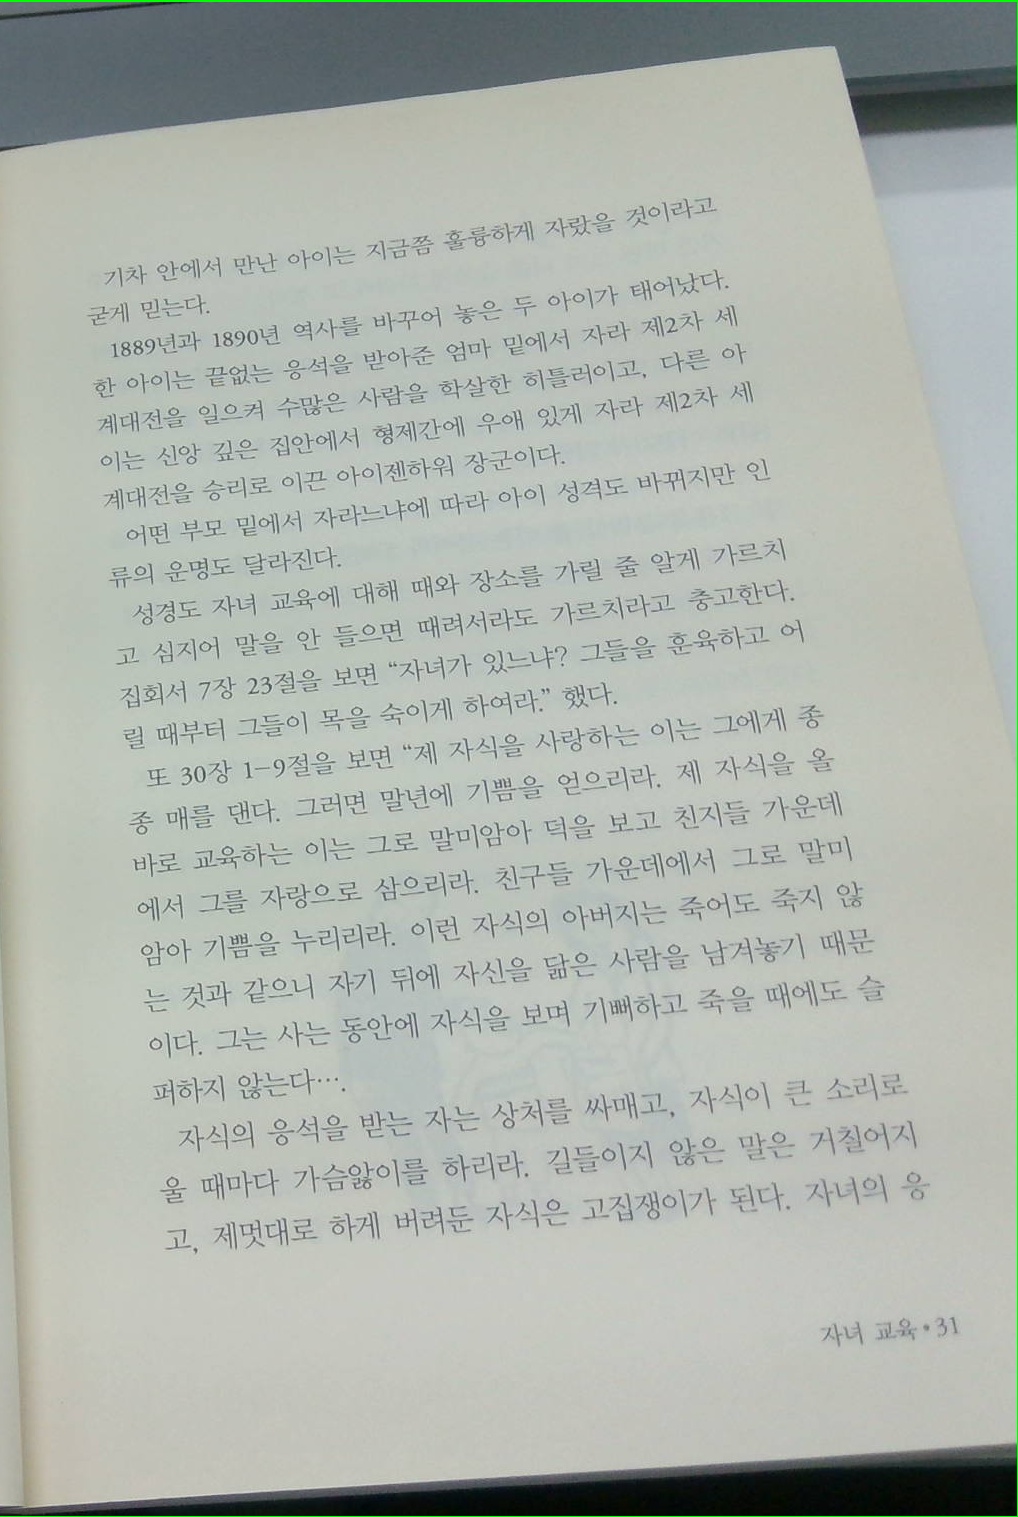 기차 안에서 만난 아이는 지금쯤 훌륭하게 자랐을 것이라고
굳게 믿는다.
1889년과 1890년 역사를 바꾸어 놓은 두 아이가 태어났다.
한 아이는 끝없는 응석을 받아준 엄마 밑에서 자라 제2차 세
계대전을 일으켜 수많은 사람을 학살한 히틀러이고, 다른 아
이는 신앙 깊은 집안에서 형제간에 우애 있게 자라 제2차 세
계대전을 승리로 이끈 아이젠하워 장군이다.
어떤 부모 밑에서 자라느냐에 따라 아이 성격도 바뀌지만 인
류의 운명도 달라진다.
성경도 자녀 교육에 대해 때와 장소를 가릴 줄 알게 가르치
고 심지어 말을 안 들으면 때려서라도 가르치라고 충고한다.
집회서 7장 23절을 보면 “자녀가 있느냐? 그들을 훈육하고 어
릴 때부터 그들이 목을 숙이게 하여라.” 했다.
또 30장 1-9절을 보면 “제 자식을 사랑하는 이는 그에게 종
종 매를 댄다. 그러면 말년에 기쁨을 얻으리라. 제 자식을 올
바로 교육하는 이는 그로 말미암아 덕을 보고 친지들 가운데
에서 그를 자랑으로 삼으리라. 친구들 가운데에서 그로 말미
암아 기쁨을 누리리라. 이런 자식의 아버지는 죽어도 죽지 않
는 것과 같으니 자기 뒤에 자신을 닮은 사람을 남겨놓기 때문
이다. 그는 사는 동안에 자식을 보며 기뻐하고 죽을 때에도 슬
퍼하지 않는다….
자식의 응석을 받는 자는 상처를 싸매고, 자식이 큰 소리로
울 때마다 가슴앓이를 하리라. 길들이지 않은 말은 거칠어지
고, 제멋대로 하게 버려둔 자식은 고집쟁이가 된다. 자녀의 응
자녀 교육•31